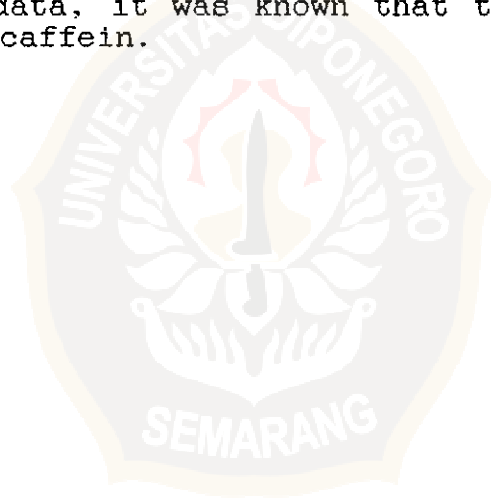 data, it was known that t
caffein.
UNIVERSITAS DIPONEGORO
SEMARANG